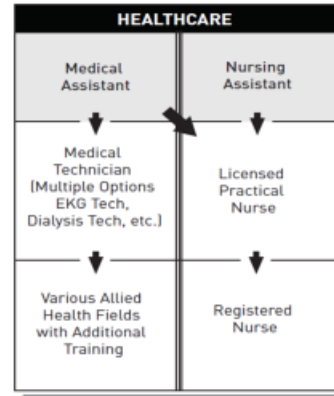 HEALTHCARE
Medical
Assistant
Nursing
Assistant
Medical
Technician
(Multiple Options
EKG Tech,
Dialysis Tech, etc.)
Licensed
Practical
Nurse
Various Allied
Health Fields
with Additional
Training
Registered
Nurse